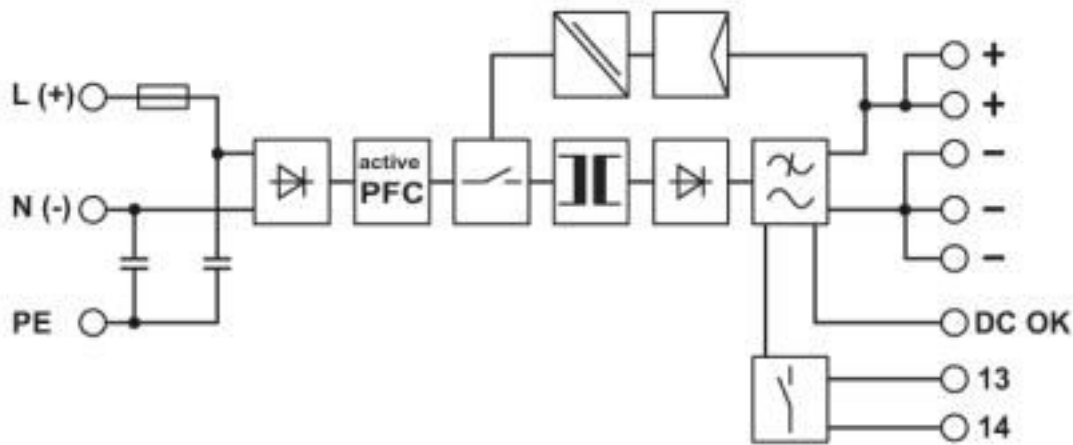 L (+)
N (-)
PE
active
PFC
+
+
−
−
−
DC OK
13
14